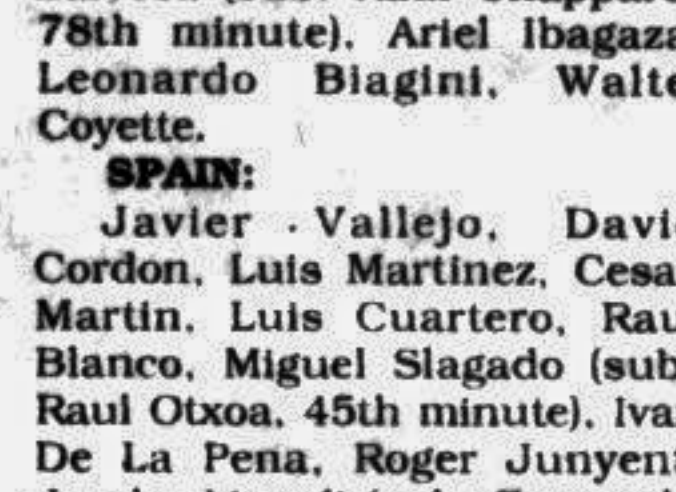 78th minute), Ariel Ibagaza
Leonardo Biagini, Walte
Coyette.
SPAIN:
Javier Vallejo, Davi
Cordon, Luis Martinez, Cesa
Martin, Luis Cuartero, Rau
Blanco, Miguel Slagado (sub
Raul Otxoa, 45th minute), Iva
De La Pena, Roger Junyen